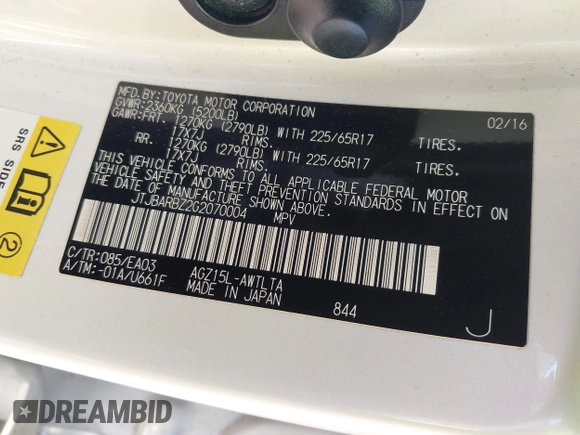 MFD. BY: TOYOTA MOTOR CORPORATION 02/16
GVWR: 2360KG (5200LB)
GAWR: FRT. 1270KG (2790LB) WITH 225/65R17 TIRES.
17X7J RIMS.
RR. 1270KG (2790LB) WITH 225/65R17 TIRES.
17X7J RIMS.
THIS VEHICLE CONFORMS TO ALL APPLICABLE FEDERAL MOTOR
VEHICLE SAFETY AND THEFT PREVENTION STANDARDS IN EFFECT ON
THE DATE OF MANUFACTURE SHOWN ABOVE.
JTJBARBZ2G2070004 MPV
C/TR: 085/EA03 AGZ15L-AWTLTA
A/TM: -01A/U661F MADE IN JAPAN 844 J
SRS SIDE
2
DREAMBID